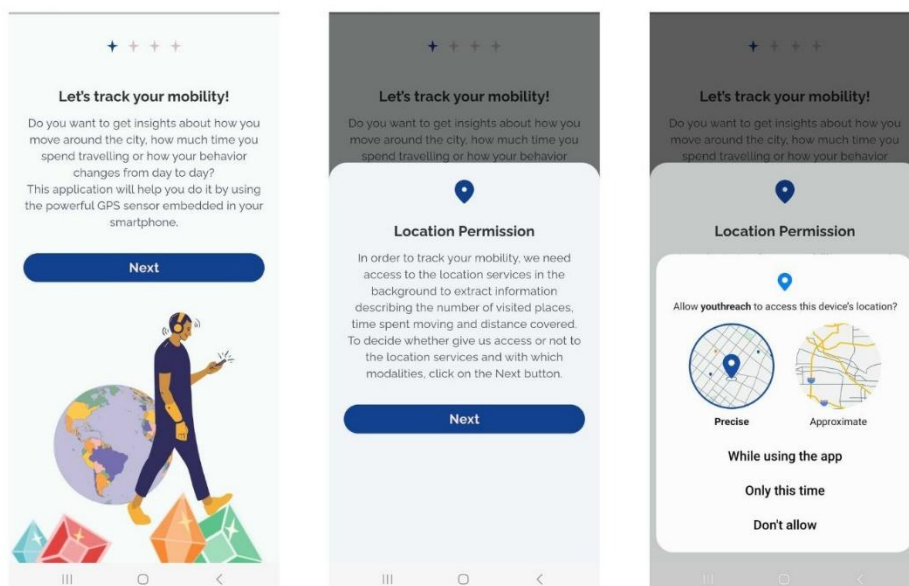 Let's track your mobility!
Do you want to get insights about how you
move around the city, how much time you
spend travelling or how your behavior
changes from day to day?
This application will help you do it by using
the powerful GPS sensor embedded in your
smartphone.
Next
Let's track your mobility!
Do you want to get insights about how you
move around the city, how much time you
spend travelling or how your behavior
Location Permission
In order to track your mobility, we need
access to the location services in the
background to extract information
describing the number of visited places,
time spent moving and distance covered.
To decide whether give us access or not to
the location services and with which
modalities, click on the Next button.
Next
Let's track your mobility!
Do you want to get insights about how you
move around the city, how much time you
spend travelling or how your behavior
Location Permission
Allow youthreach to access this device's location?
Precise
Approximate
While using the app
Only this time
Don't allow